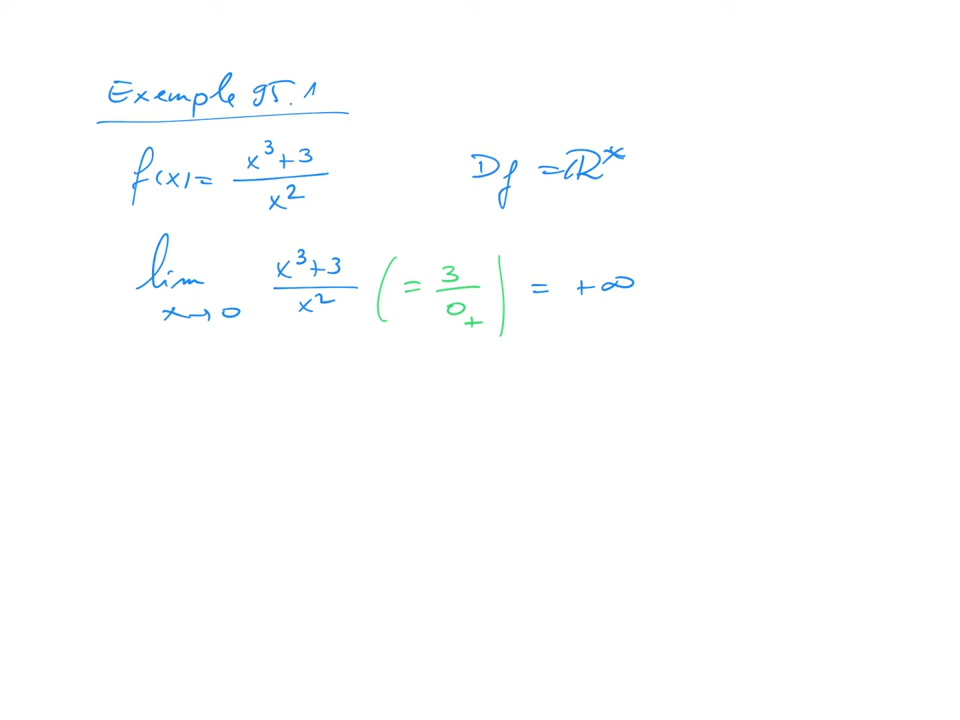 Exemple 95.1
f(x) = (x³+3)/x²    Df = ℝ*
lim x→0 (x³+3)/x² (= 3/0₊) = +∞